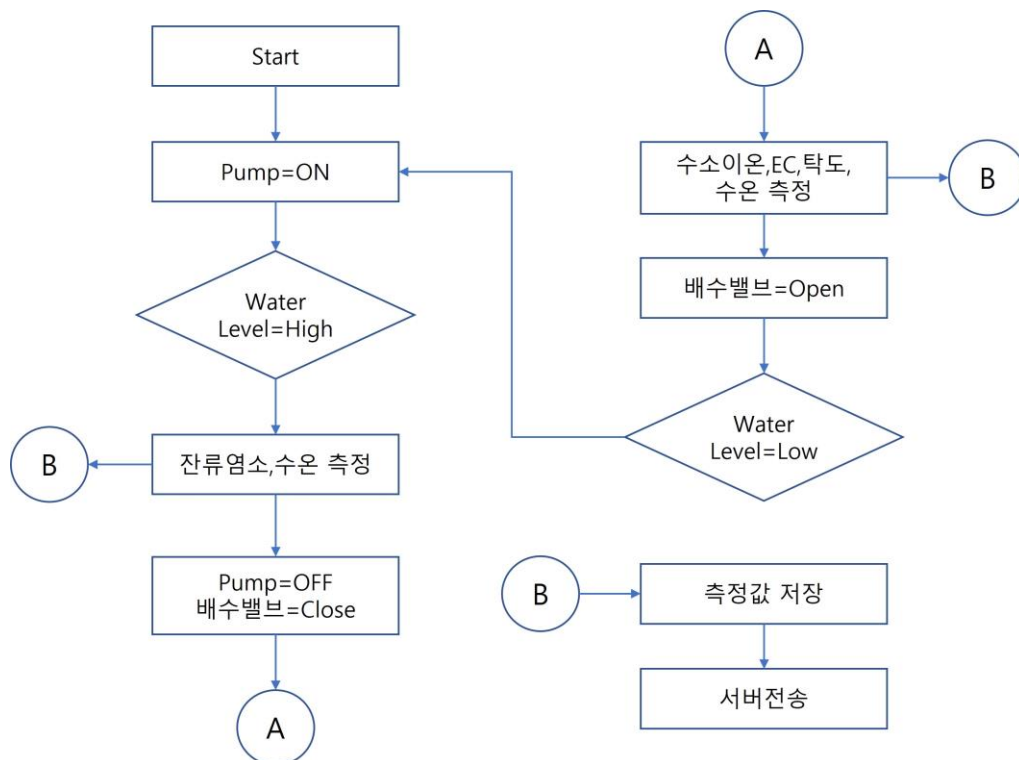 Start
Pump=ON
Water
Level=High
B
잔류염소,수온 측정
Pump=OFF
배수밸브=Close
A
A
수소이온,EC,탁도,
수온 측정
B
배수밸브=Open
Water
Level=Low
B
측정값 저장
서버전송